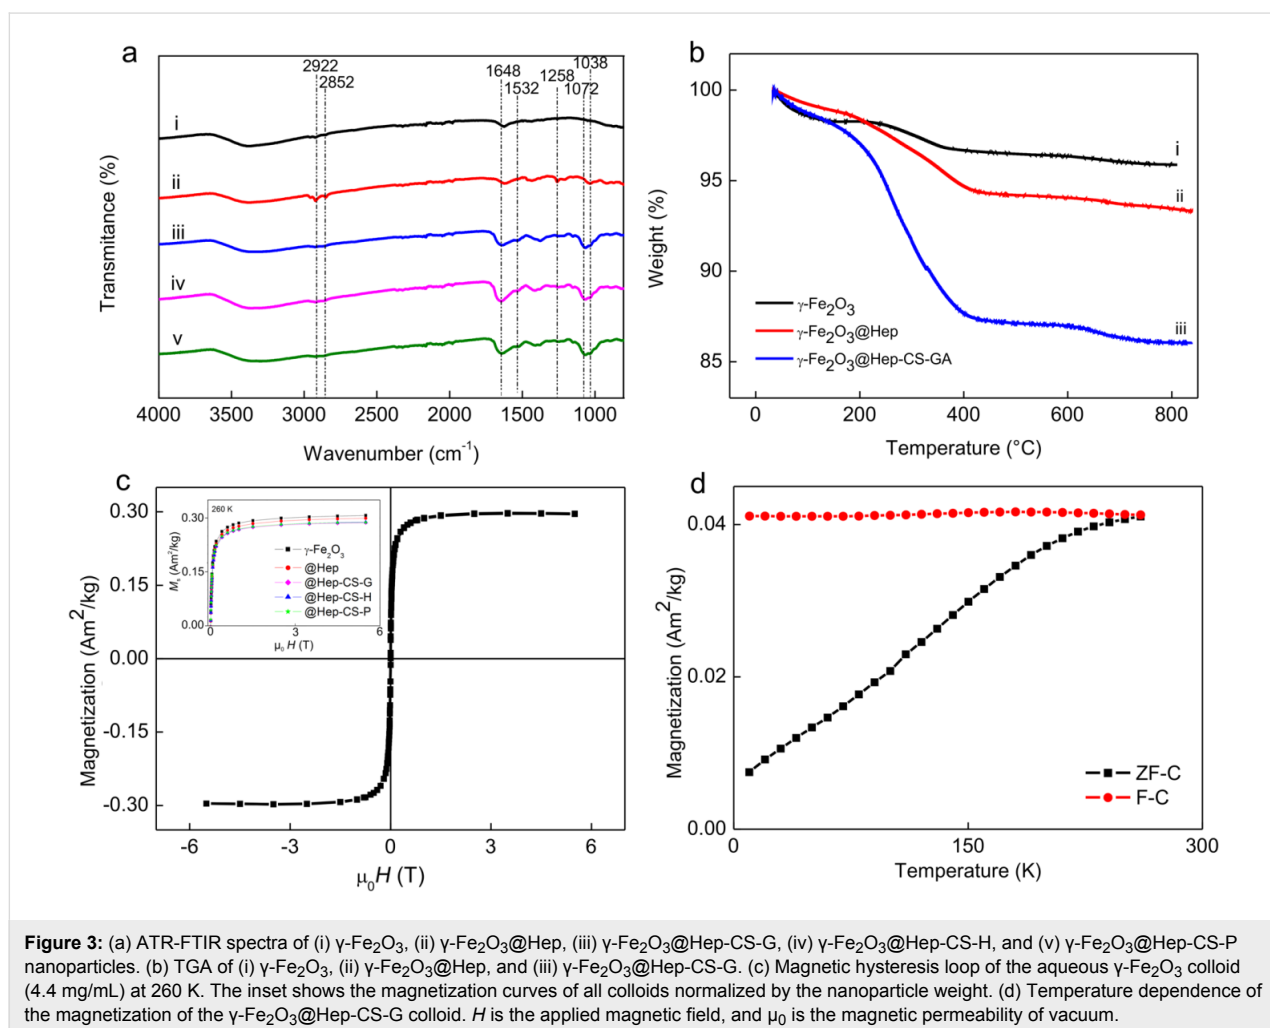 a
2922
2852
1648
1532
1258
1072
1038
i
ii
iii
iv
v
Transmitance (%)
4000 3500 3000 2500 2000 1500 1000
Wavenumber (cm⁻¹)
b
100
95
90
85
Weight (%)
i
ii
iii
γ-Fe₂O₃
γ-Fe₂O₃@Hep
γ-Fe₂O₃@Hep-CS-GA
0 200 400 600 800
Temperature (°C)
c
0.30
0.15
0.00
-0.15
-0.30
Magnetization (Am²/kg)
-6 -3 0 3 6
μ₀H (T)
260 K
0.30
0.15
0.00
Mₛ (Am²/kg)
γ-Fe₂O₃
@Hep
@Hep-CS-G
@Hep-CS-H
@Hep-CS-P
0 3 6
μ₀ H (T)
d
0.04
0.02
0.00
Magnetization (Am²/kg)
ZF-C
F-C
0 150 300
Temperature (K)
Figure 3: (a) ATR-FTIR spectra of (i) γ-Fe₂O₃, (ii) γ-Fe₂O₃@Hep, (iii) γ-Fe₂O₃@Hep-CS-G, (iv) γ-Fe₂O₃@Hep-CS-H, and (v) γ-Fe₂O₃@Hep-CS-P
nanoparticles. (b) TGA of (i) γ-Fe₂O₃, (ii) γ-Fe₂O₃@Hep, and (iii) γ-Fe₂O₃@Hep-CS-G. (c) Magnetic hysteresis loop of the aqueous γ-Fe₂O₃ colloid
(4.4 mg/mL) at 260 K. The inset shows the magnetization curves of all colloids normalized by the nanoparticle weight. (d) Temperature dependence of
the magnetization of the γ-Fe₂O₃@Hep-CS-G colloid. H is the applied magnetic field, and μ₀ is the magnetic permeability of vacuum.